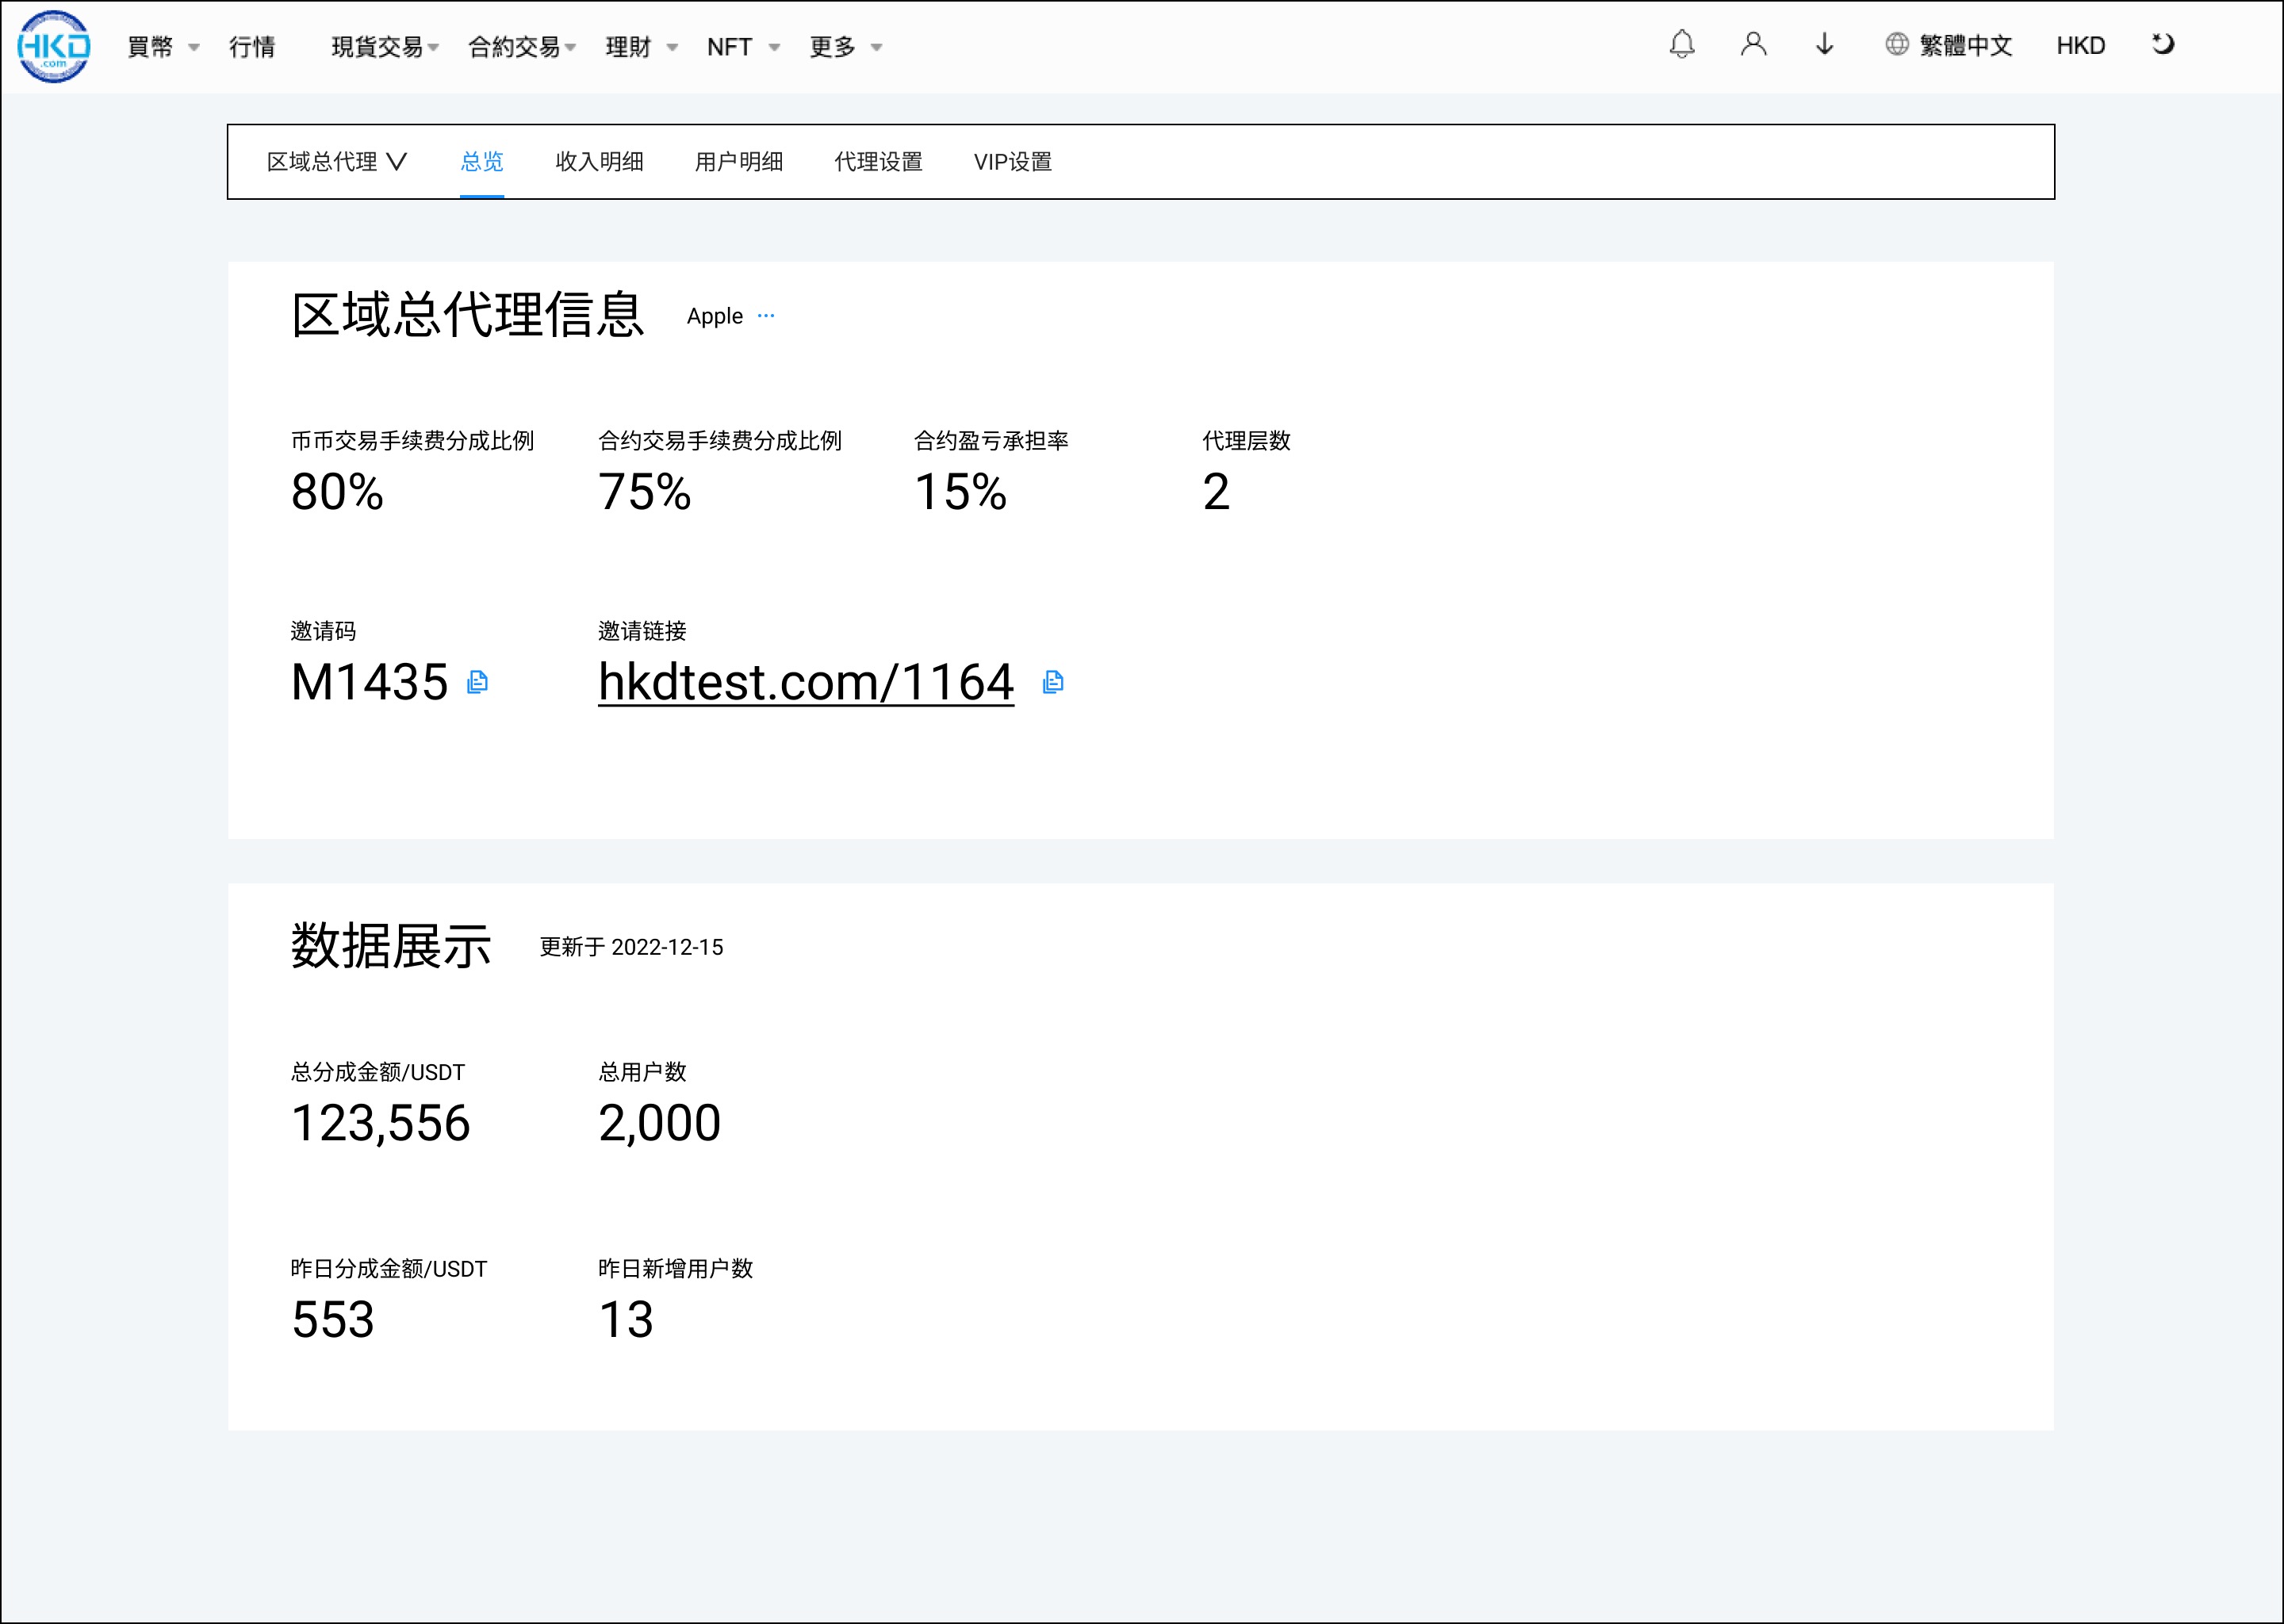 HKD
.com
買幣 行情 現貨交易 合約交易 理財 NFT 更多 繁體中文 HKD
区域总代理 总览 收入明细 用户明细 代理设置 VIP设置
区域总代理信息 Apple ···
币币交易手续费分成比例 合约交易手续费分成比例 合约盈亏承担率 代理层数
80% 75% 15% 2
邀请码 邀请链接
M1435 hkdtest.com/1164
数据展示 更新于 2022-12-15
总分成金额/USDT 总用户数
123,556 2,000
昨日分成金额/USDT 昨日新增用户数
553 13